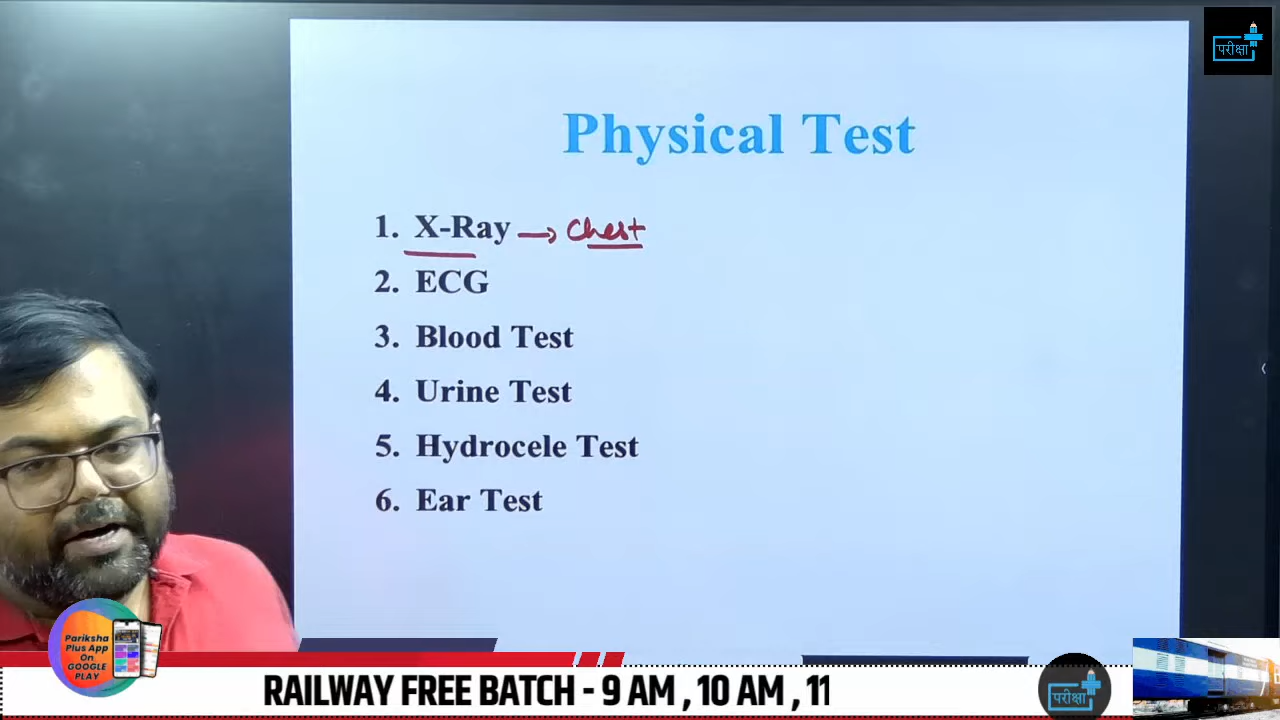 परीक्षा
Physical Test
1. X-Ray → Chest
2. ECG
3. Blood Test
4. Urine Test
5. Hydrocele Test
6. Ear Test
Pariksha
Plus App
On
GOOGLE
PLAY
RAILWAY FREE BATCH - 9 AM , 10 AM , 11
परीक्षा